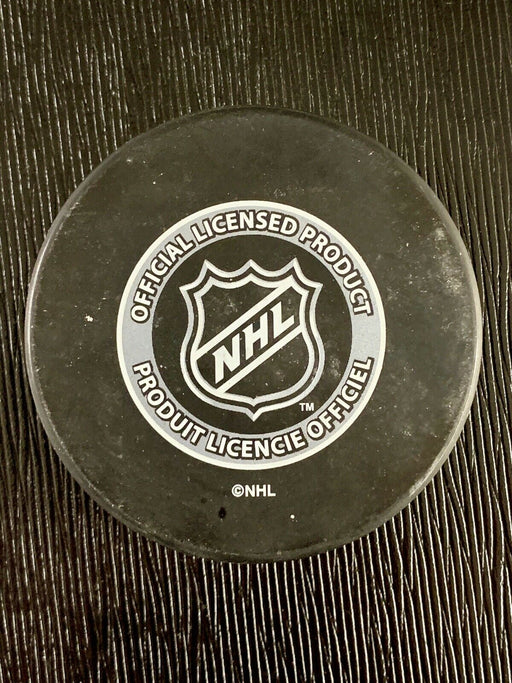 OFFICIAL LICENSED PRODUCT
NHL
TM
PRODUIT LICENCIE OFFICIEL
©NHL